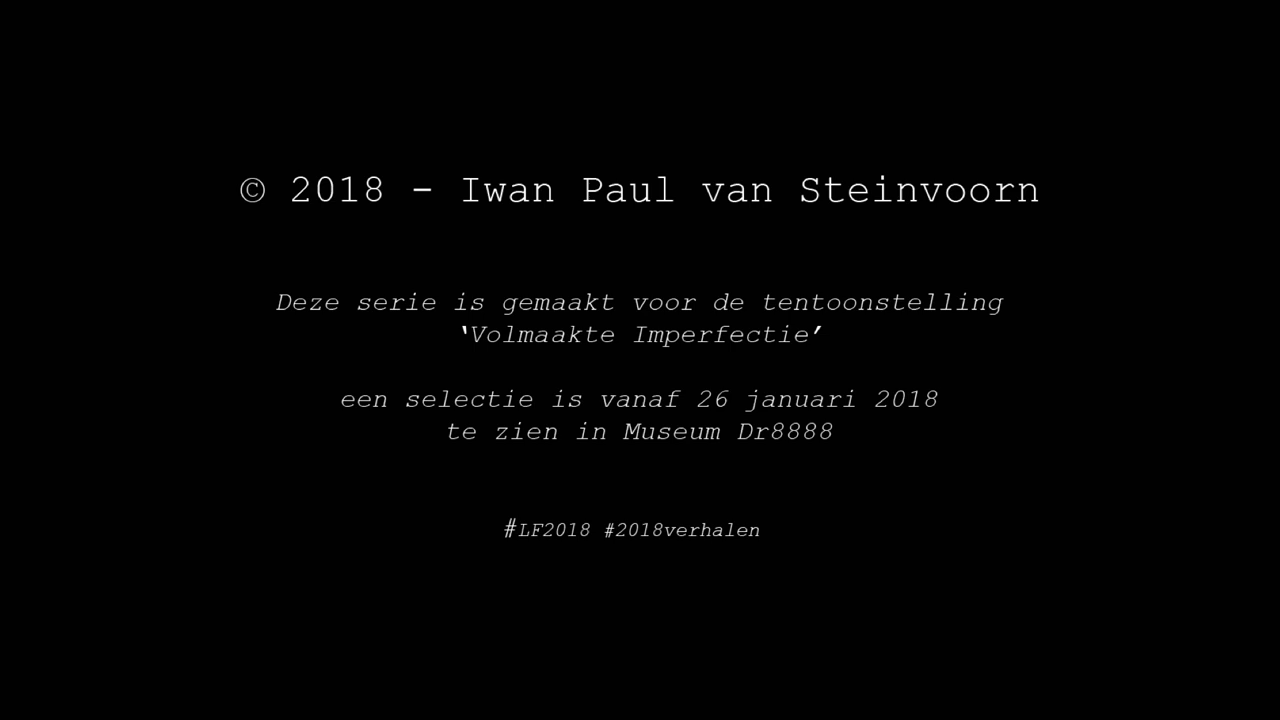 © 2018 - Iwan Paul van Steinvoorn
Deze serie is gemaakt voor de tentoonstelling
‘Volmaakte Imperfectie’
een selectie is vanaf 26 januari 2018
te zien in Museum Dr8888
#LF2018 #2018verhalen